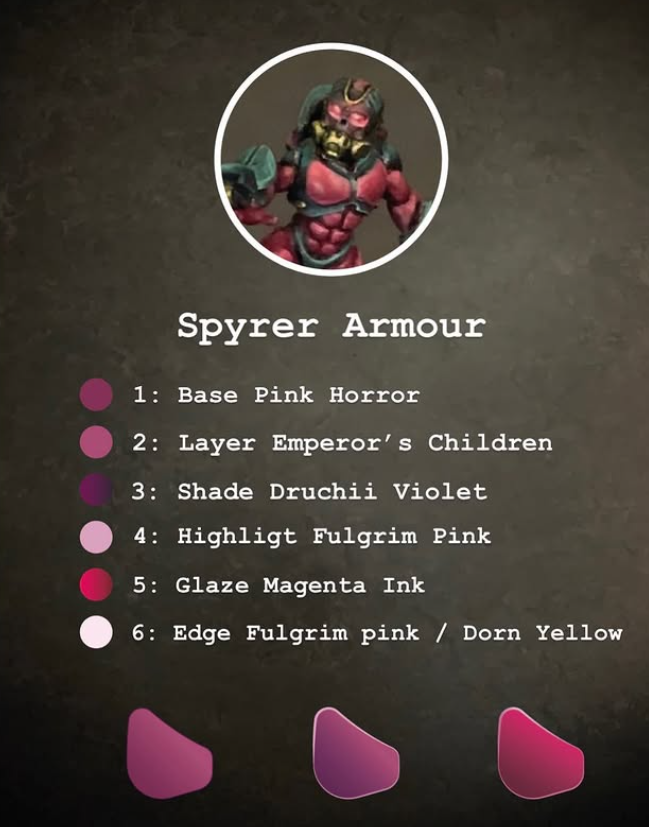 Spyrer Armour
1: Base Pink Horror
2: Layer Emperor's Children
3: Shade Druchii Violet
4: Highligt Fulgrim Pink
5: Glaze Magenta Ink
6: Edge Fulgrim pink / Dorn Yellow